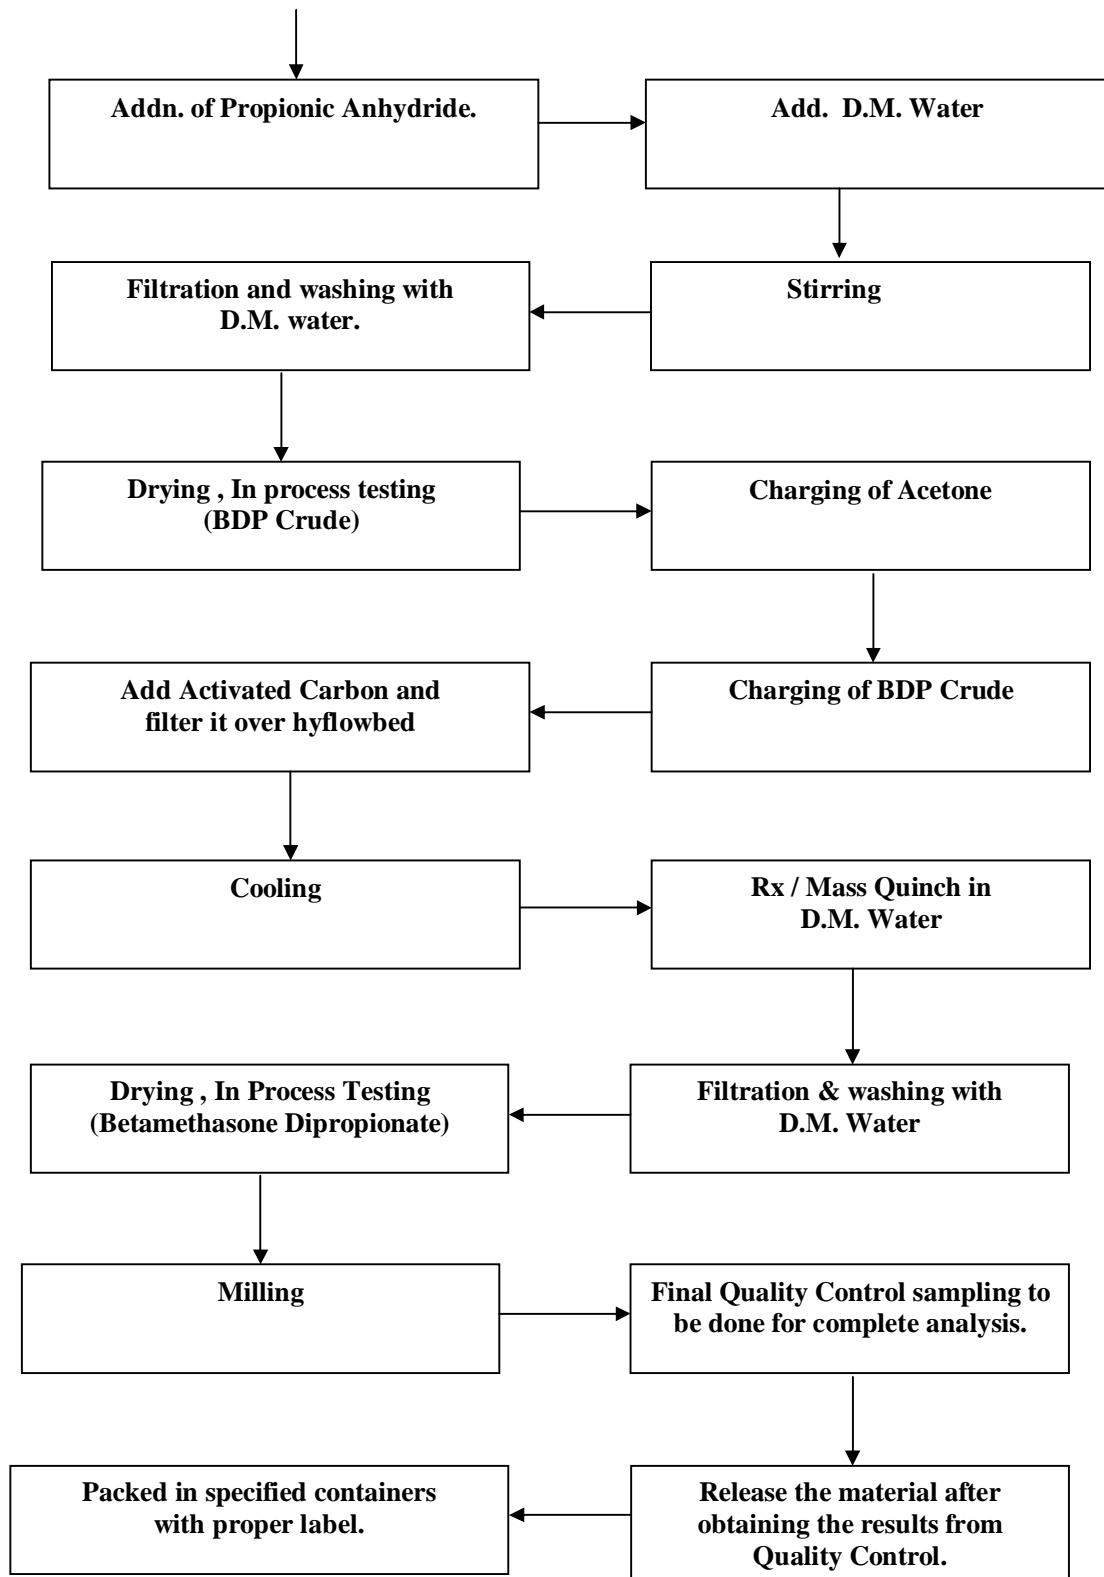 Addn. of Propionic Anhydride.
Add.  D.M. Water
Stirring
Filtration and washing with
D.M. water.
Drying , In process testing
(BDP Crude)
Charging of Acetone
Charging of BDP Crude
Add Activated Carbon and
filter it over hyflowbed
Cooling
Rx / Mass Quinch in
D.M. Water
Filtration & washing with
D.M. Water
Drying , In Process Testing
(Betamethasone Dipropionate)
Milling
Final Quality Control sampling to
be done for complete analysis.
Release the material after
obtaining the results from
Quality Control.
Packed in specified containers
with proper label.